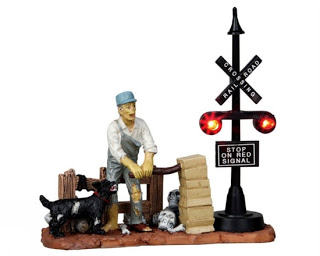 RAILROAD
CROSSING
STOP
ON RED
SIGNAL